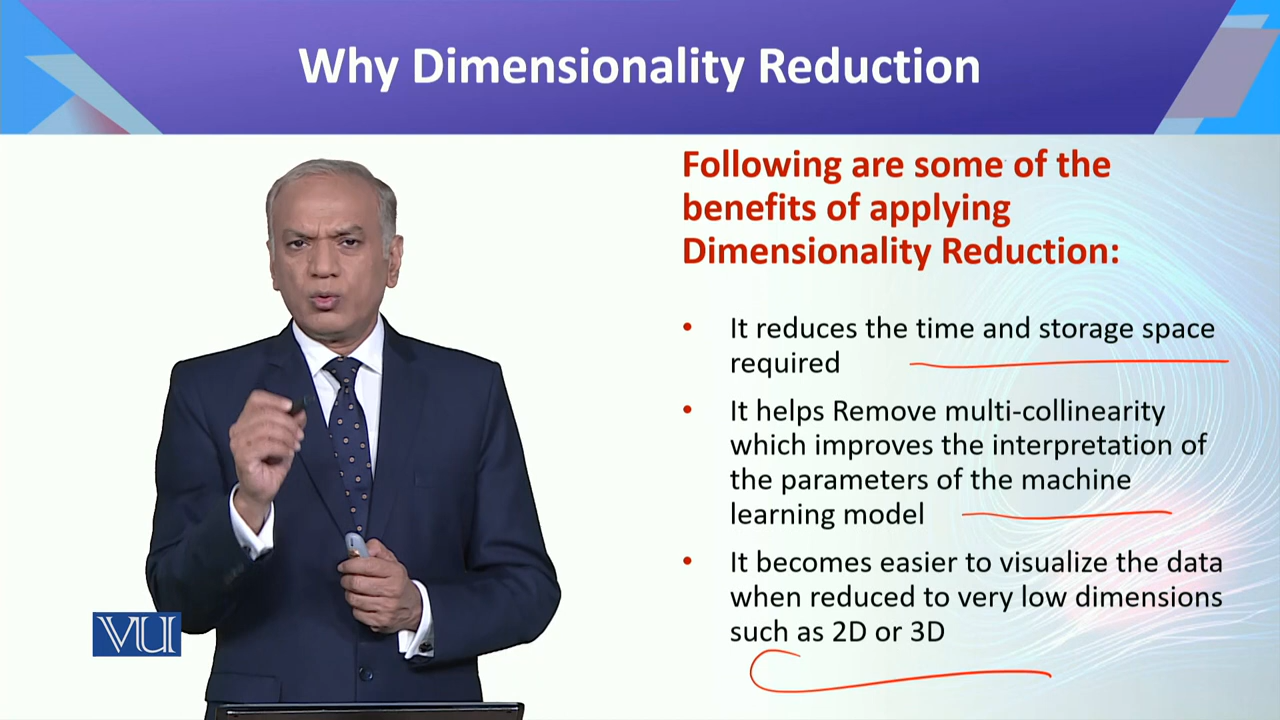 Why Dimensionality Reduction
Following are some of the
benefits of applying
Dimensionality Reduction:
• It reduces the time and storage space
required
• It helps Remove multi-collinearity
which improves the interpretation of
the parameters of the machine
learning model
• It becomes easier to visualize the data
when reduced to very low dimensions
such as 2D or 3D
VU